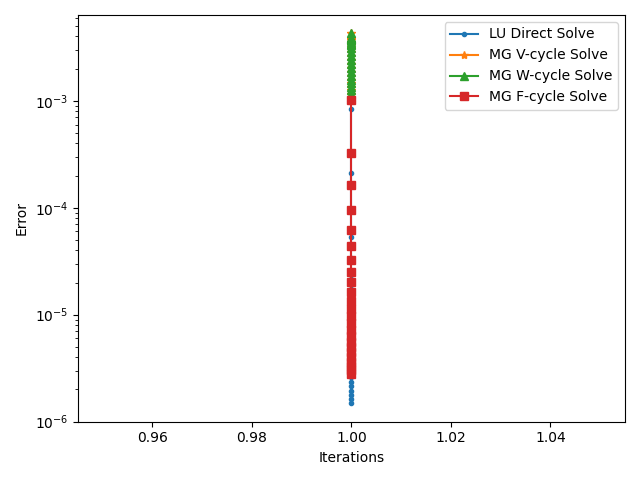 LU Direct Solve
MG V-cycle Solve
MG W-cycle Solve
MG F-cycle Solve
10⁻³
10⁻⁴
10⁻⁵
10⁻⁶
Error
0.96 0.98 1.00 1.02 1.04
Iterations